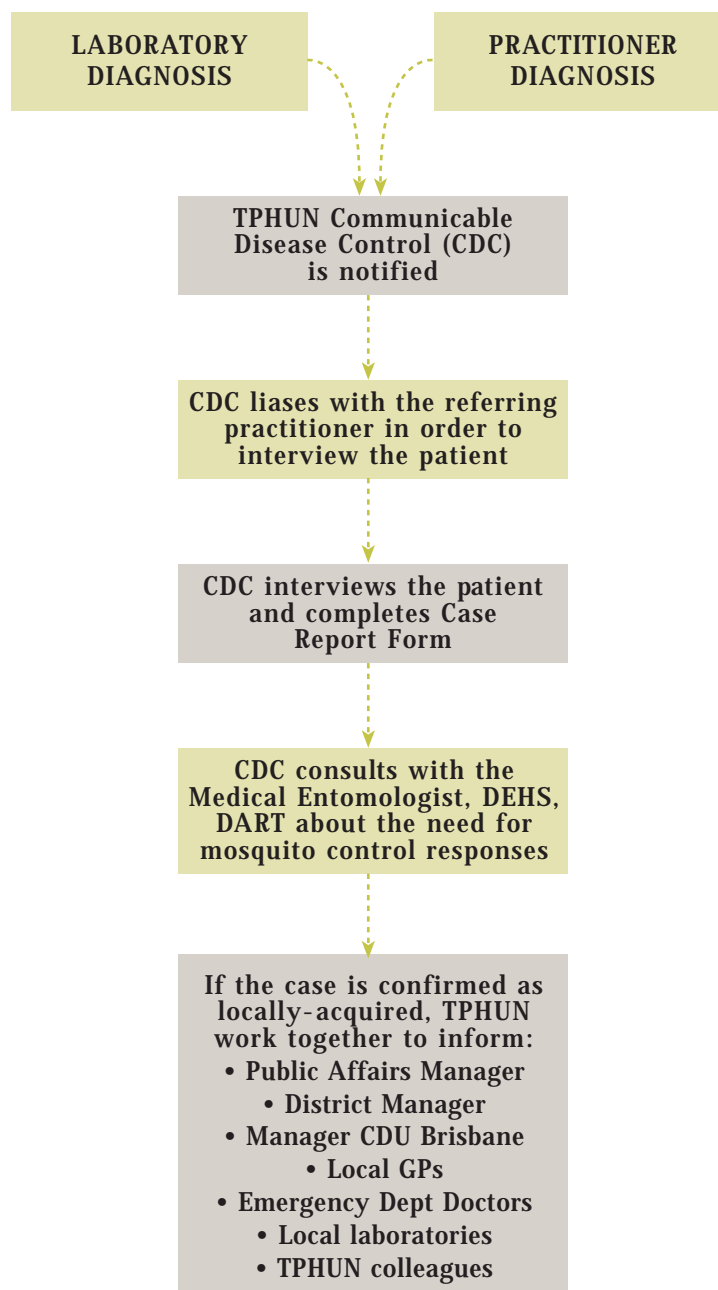 LABORATORY
DIAGNOSIS
PRACTITIONER
DIAGNOSIS
TPHUN Communicable
Disease Control (CDC)
is notified
CDC liases with the referring
practitioner in order to
interview the patient
CDC interviews the patient
and completes Case
Report Form
CDC consults with the
Medical Entomologist, DEHS,
DART about the need for
mosquito control responses
If the case is confirmed as
locally-acquired, TPHUN
work together to inform:
• Public Affairs Manager
• District Manager
• Manager CDU Brisbane
• Local GPs
• Emergency Dept Doctors
• Local laboratories
• TPHUN colleagues